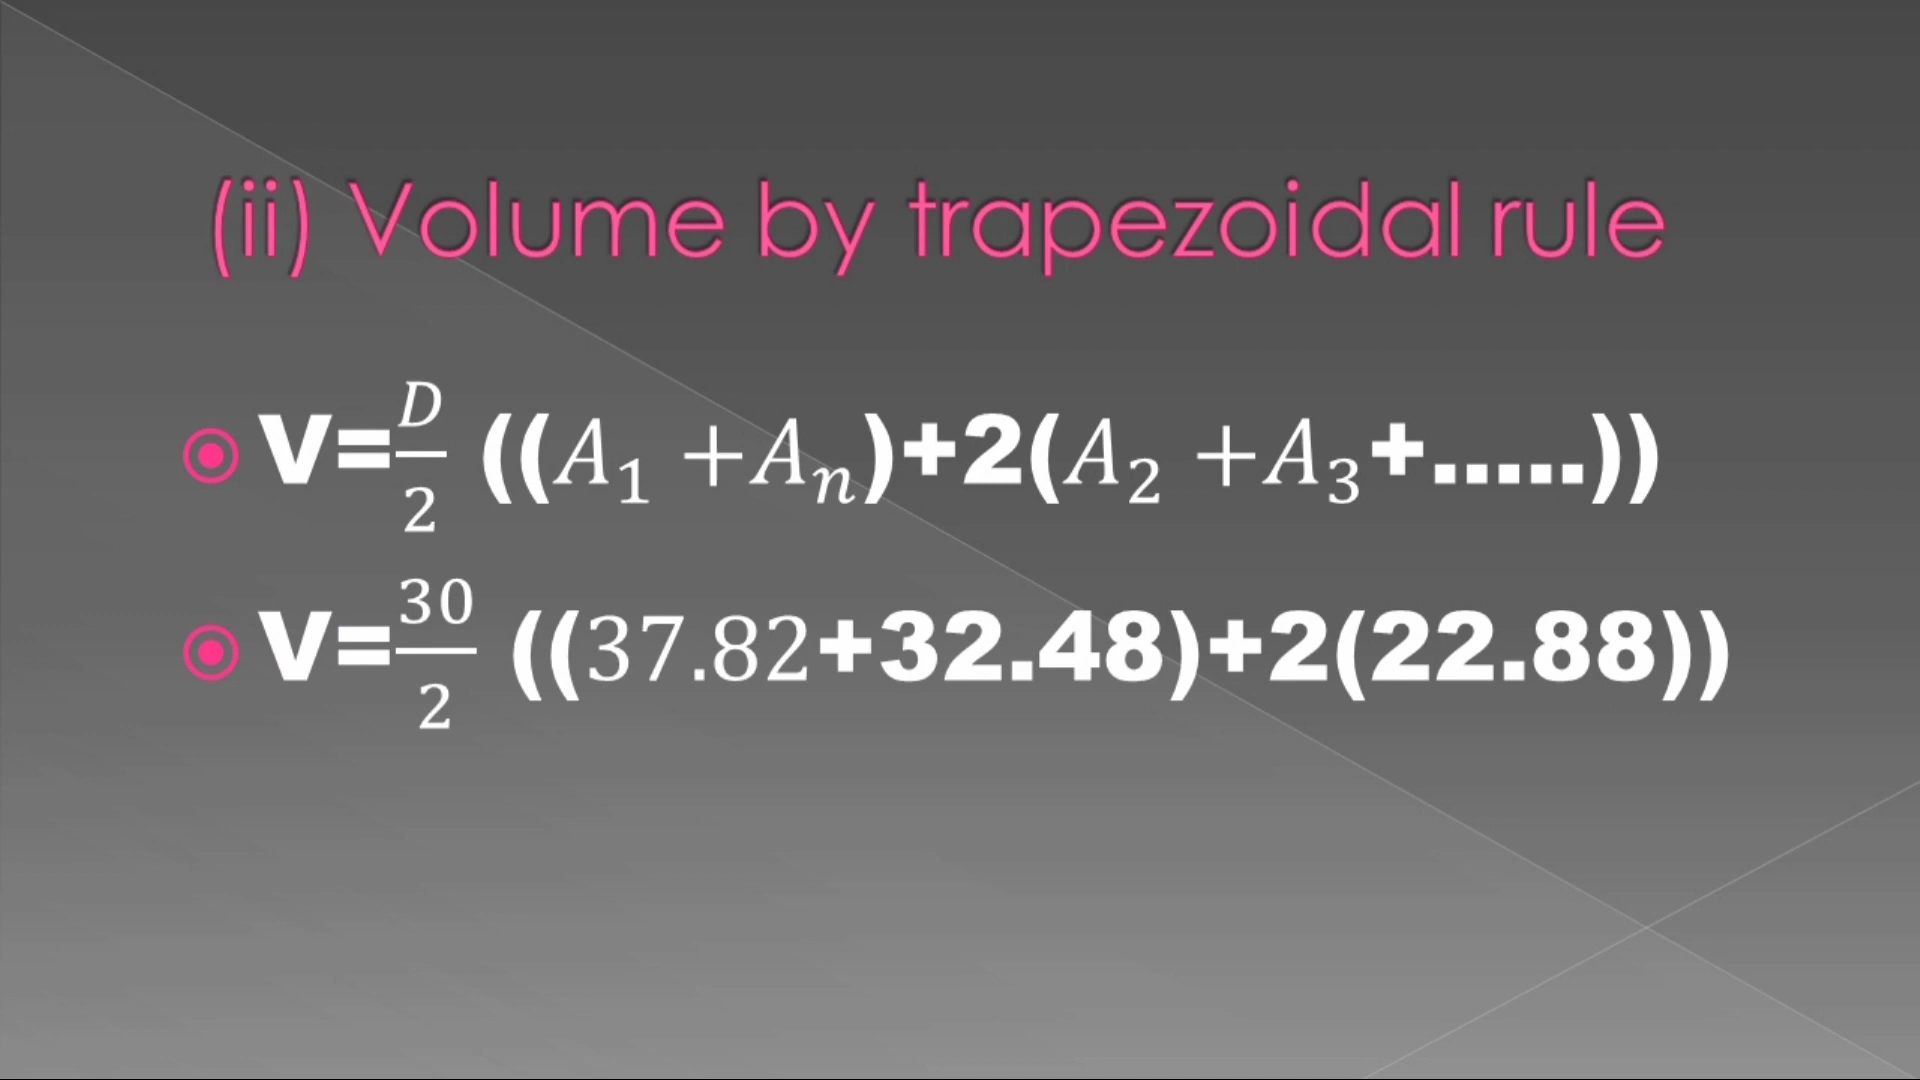 (ii) Volume by trapezoidal rule
V=D/2 ((A₁ +Aₙ)+2(A₂ +A₃+.....))
V=30/2 ((37.82+32.48)+2(22.88))